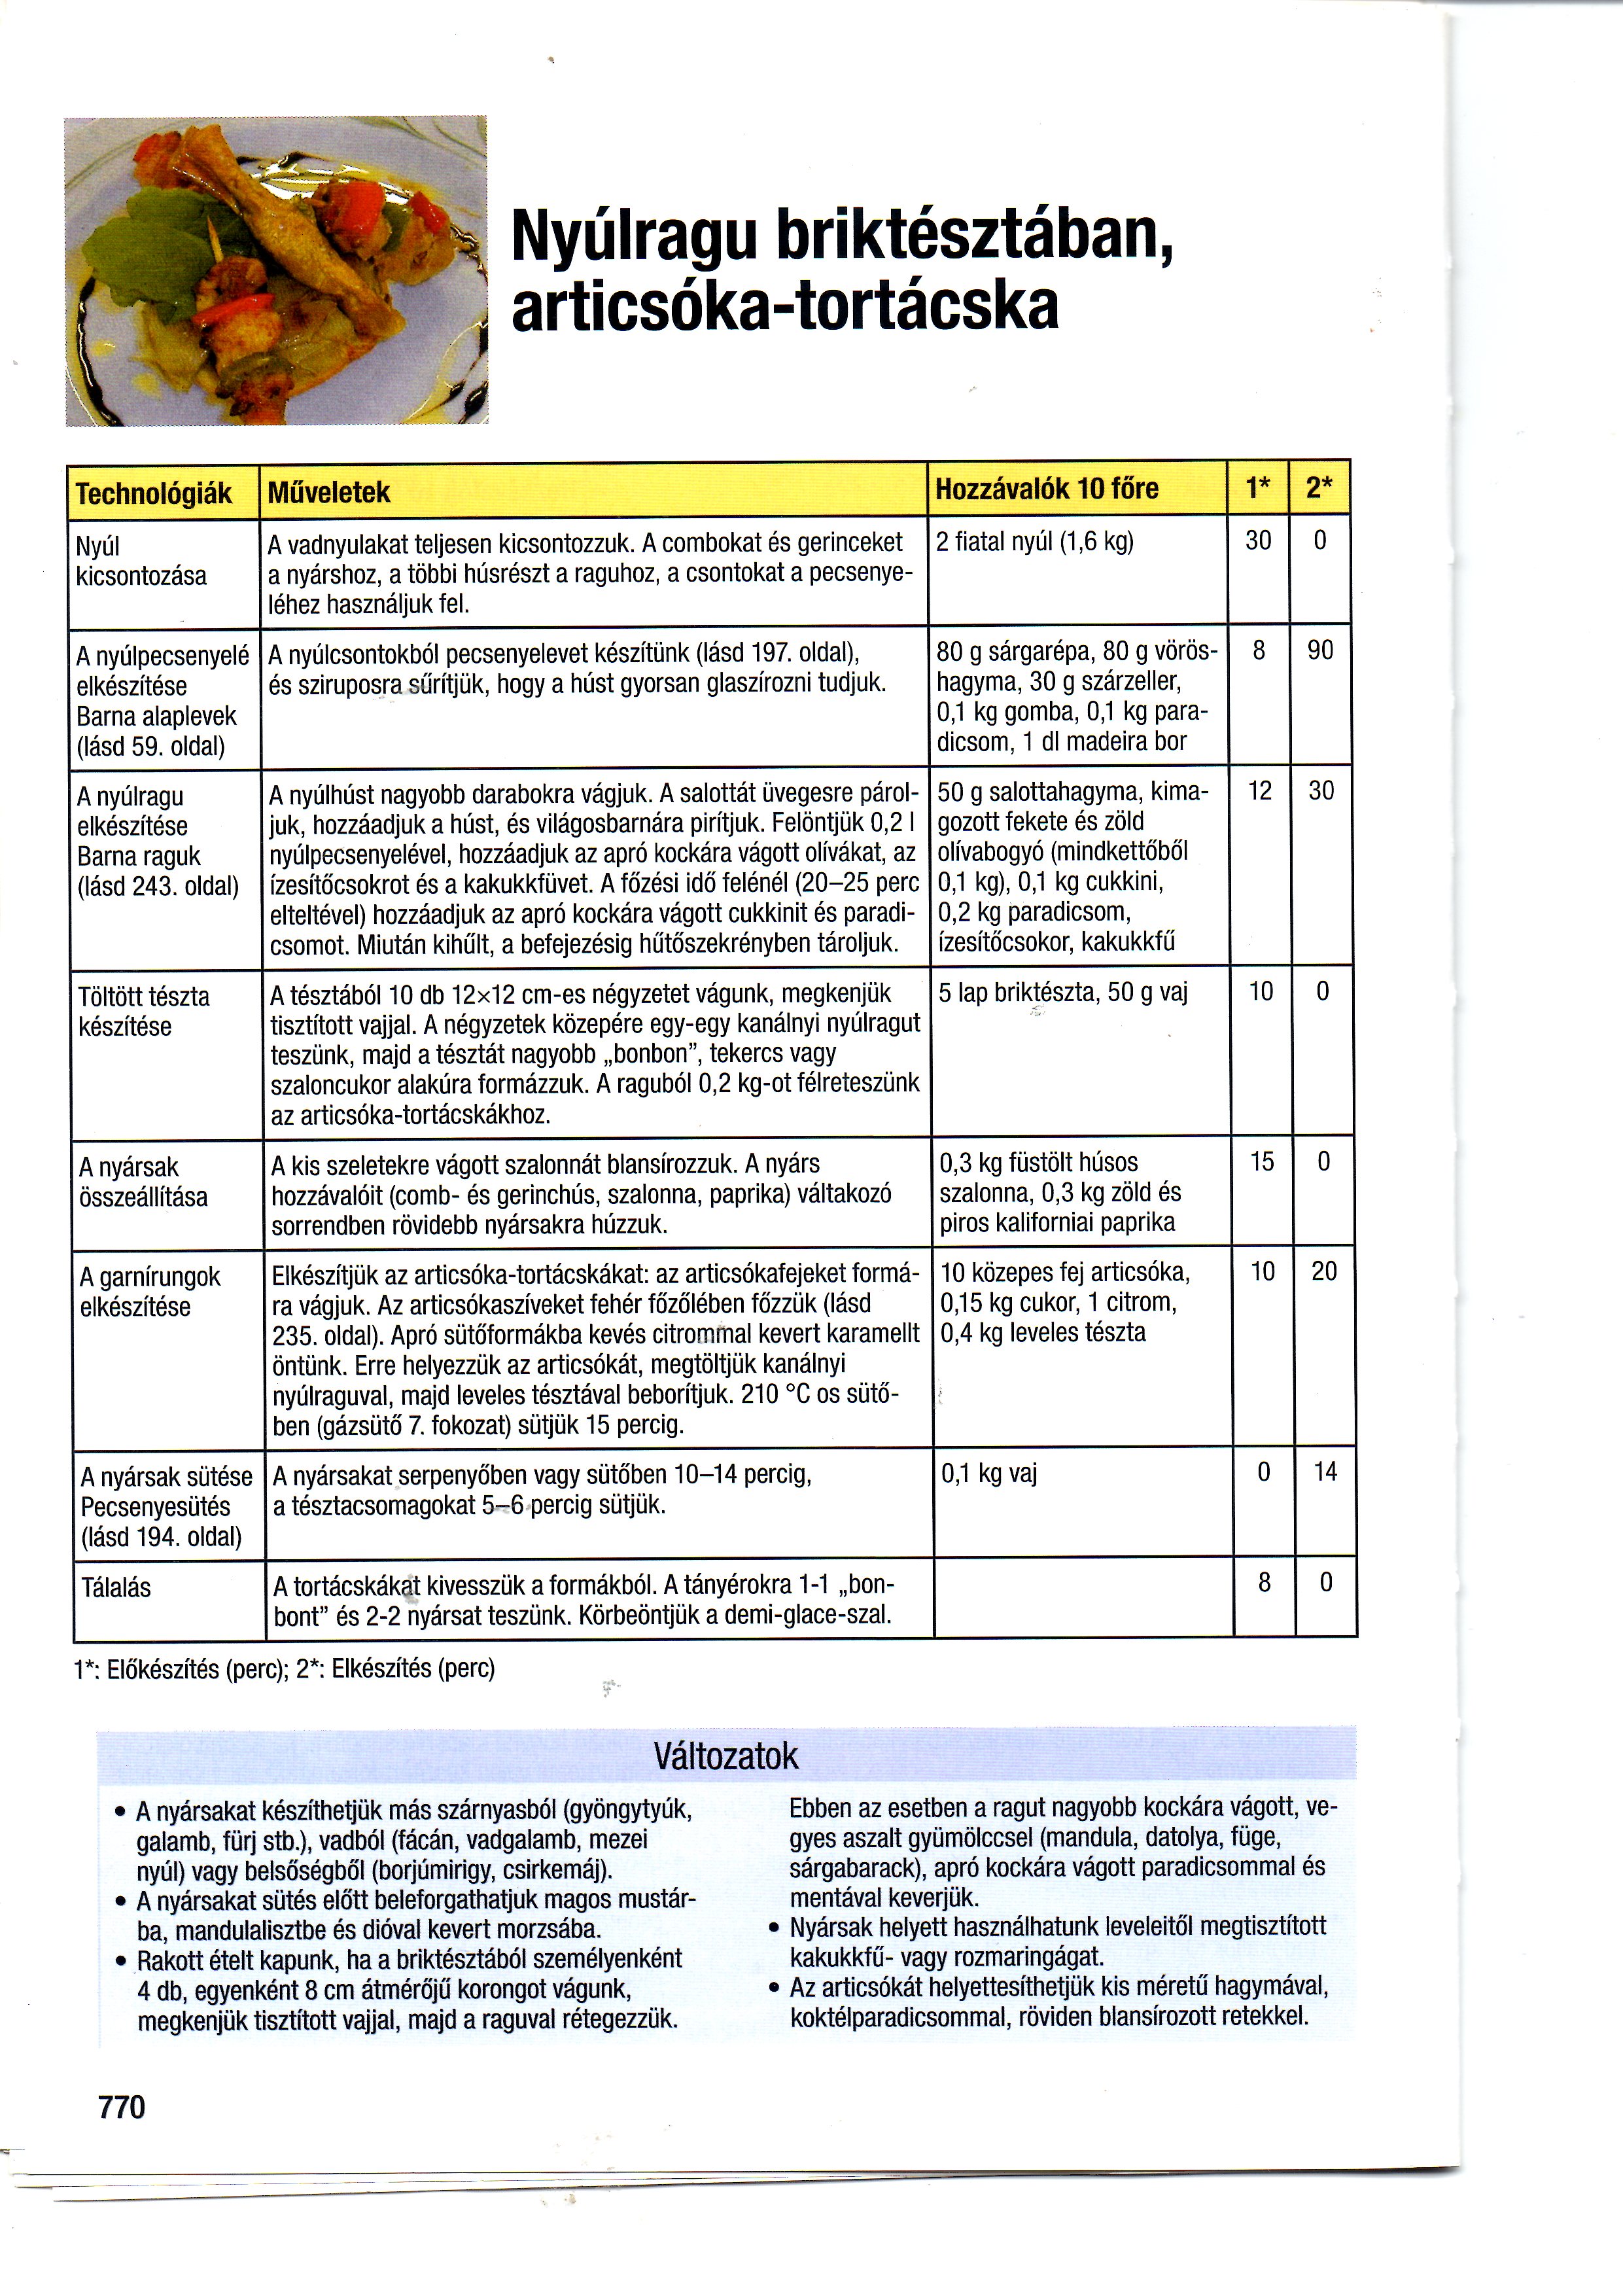 Nyúlragu briktésztában,
articsóka-tortácska
Technológiák
Műveletek
Hozzávalók 10 főre
1*
2*
Nyúl
kicsontozása
A vadnyulakat teljesen kicsontozzuk. A combokat és gerinceket
a nyárshoz, a többi húsrészt a raguhoz, a csontokat a pecsenye-
léhez használjuk fel.
2 fiatal nyúl (1,6 kg)
30
0
A nyúlpecsenyelé
elkészítése
Barna alaplevek
(lásd 59. oldal)
A nyúlcsontokból pecsenyelevet készítünk (lásd 197. oldal),
és sziruposra sűrítjük, hogy a húst gyorsan glaszírozni tudjuk.
80 g sárgarépa, 80 g vörös-
hagyma, 30 g szárzeller,
0,1 kg gomba, 0,1 kg para-
dicsom, 1 dl madeira bor
8
90
A nyúlragu
elkészítése
Barna raguk
(lásd 243. oldal)
A nyúlhúst nagyobb darabokra vágjuk. A salottát üvegesre párol-
juk, hozzáadjuk a húst, és világosbarnára pirítjuk. Felöntjük 0,2 l
nyúlpecsenyelével, hozzáadjuk az apró kockára vágott olívákat, az
ízesítőcsokrot és a kakukkfüvet. A főzési idő felénél (20–25 perc
elteltével) hozzáadjuk az apró kockára vágott cukkinit és paradi-
csomot. Miután kihűlt, a befejezésig hűtőszekrényben tároljuk.
50 g salottahagyma, kima-
gozott fekete és zöld
olívabogyó (mindkettőből
0,1 kg), 0,1 kg cukkini,
0,2 kg paradicsom,
ízesítőcsokor, kakukkfű
12
30
Töltött tészta
készítése
A tésztából 10 db 12×12 cm-es négyzetet vágunk, megkenjük
tisztított vajjal. A négyzetek közepére egy-egy kanálnyi nyúlragut
teszünk, majd a tésztát nagyobb „bonbon”, tekercs vagy
szaloncukor alakúra formázzuk. A raguból 0,2 kg-ot félreteszünk
az articsóka-tortácskákhoz.
5 lap briktészta, 50 g vaj
10
0
A nyársak
összeállítása
A kis szeletekre vágott szalonnát blansírozzuk. A nyárs
hozzávalóit (comb- és gerinchús, szalonna, paprika) váltakozó
sorrendben rövidebb nyársakra húzzuk.
0,3 kg füstölt húsos
szalonna, 0,3 kg zöld és
piros kaliforniai paprika
15
0
A garnírungok
elkészítése
Elkészítjük az articsóka-tortácskákat: az articsókafejeket formá-
ra vágjuk. Az articsókaszíveket fehér főzőlében főzzük (lásd
235. oldal). Apró sütőformákba kevés citrommal kevert karamellt
öntünk. Erre helyezzük az articsókát, megtöltjük kanálnyi
nyúlraguval, majd leveles tésztával beborítjuk. 210 °C os sütő-
ben (gázsütő 7. fokozat) sütjük 15 percig.
10 közepes fej articsóka,
0,15 kg cukor, 1 citrom,
0,4 kg leveles tészta
10
20
A nyársak sütése
Pecsenyesütés
(lásd 194. oldal)
A nyársakat serpenyőben vagy sütőben 10–14 percig,
a tésztacsomagokat 5–6 percig sütjük.
0,1 kg vaj
0
14
Tálalás
A tortácskákat kivesszük a formákból. A tányérokra 1-1 „bon-
bont” és 2-2 nyársat teszünk. Körbeöntjük a demi-glace-szal.
8
0
1*: Előkészítés (perc); 2*: Elkészítés (perc)
Változatok
• A nyársakat készíthetjük más szárnyasból (gyöngytyúk,
galamb, fürj stb.), vadból (fácán, vadgalamb, mezei
nyúl) vagy belsőségből (borjúmirigy, csirkemáj).
• A nyársakat sütés előtt beleforgathatjuk magos mustár-
ba, mandulalisztbe és dióval kevert morzsába.
• Rakott ételt kapunk, ha a briktésztából személyenként
4 db, egyenként 8 cm átmérőjű korongot vágunk,
megkenjük tisztított vajjal, majd a raguval rétegezzük.
Ebben az esetben a ragut nagyobb kockára vágott, ve-
gyes aszalt gyümölccsel (mandula, datolya, füge,
sárgabarack), apró kockára vágott paradicsommal és
mentával keverjük.
• Nyársak helyett használhatunk leveleitől megtisztított
kakukkfű- vagy rozmaringágat.
• Az articsókát helyettesíthetjük kis méretű hagymával,
koktélparadicsommal, röviden blansírozott retekkel.
770